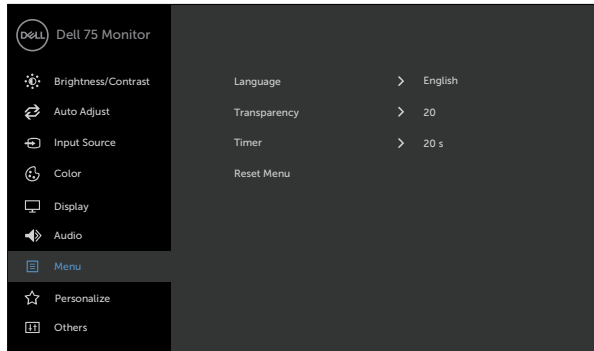 DELL Dell 75 Monitor
Brightness/Contrast
Auto Adjust
Input Source
Color
Display
Audio
Menu
Personalize
Others
Language > English
Transparency > 20
Timer > 20 s
Reset Menu